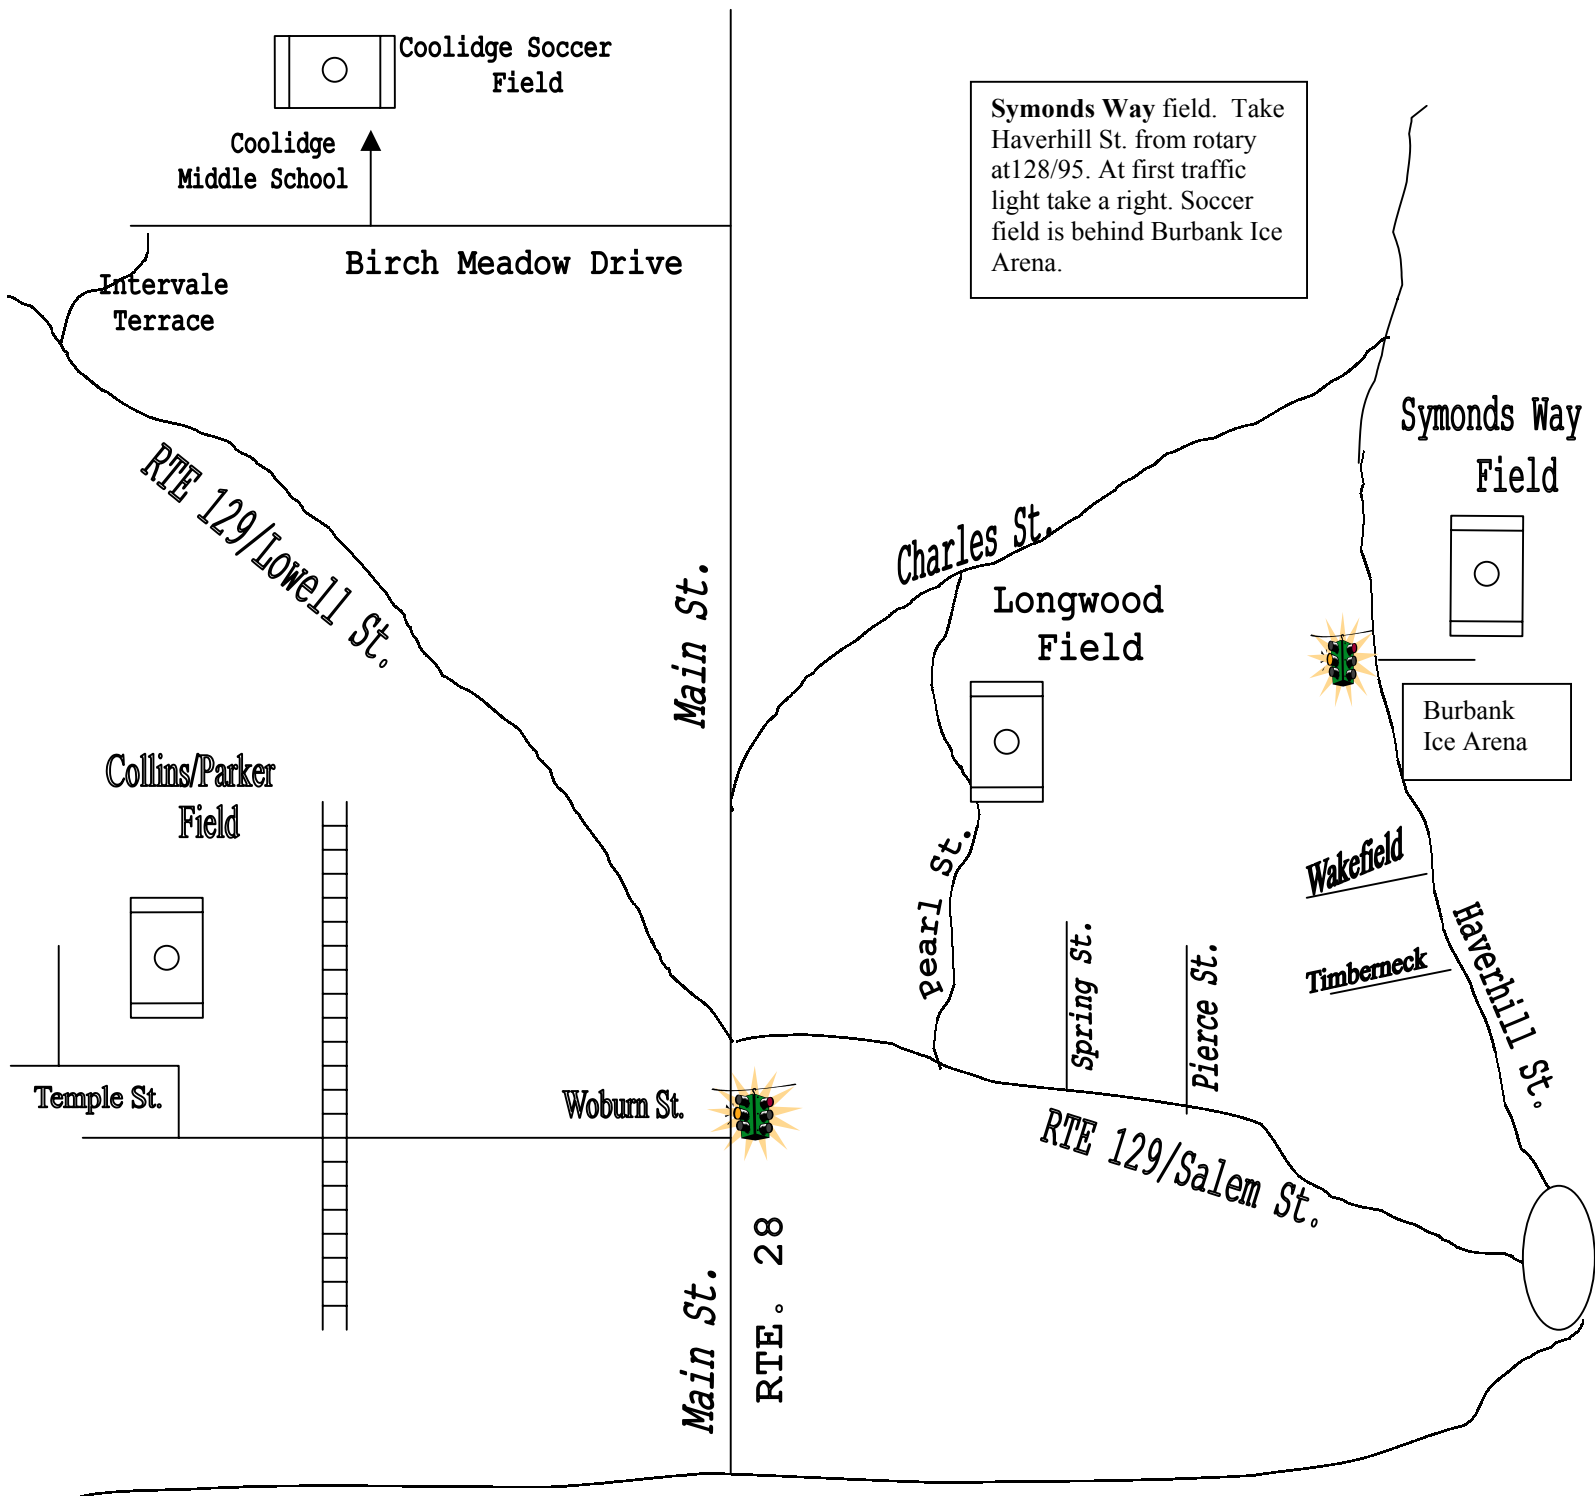 Coolidge Soccer
Field
Coolidge
Middle School
Symonds Way field. Take
Haverhill St. from rotary
at128/95. At first traffic
light take a right. Soccer
field is behind Burbank Ice
Arena.
Birch Meadow Drive
Intervale
Terrace
Symonds Way
Field
RTE 129/Lowell St.
Main St.
Charles St.
Longwood
Field
Burbank
Ice Arena
Collins/Parker
Field
Pearl St.
Wakefield
Haverhill St.
Spring St.
Pierce St.
Timberneck
Temple St.
Woburn St.
RTE 129/Salem St.
Main St.
RTE. 28